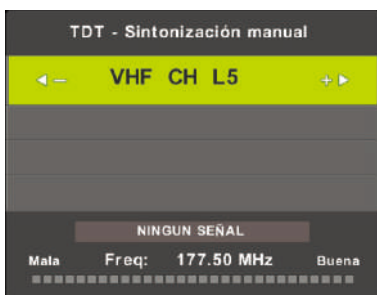 TDT - Sintonización manual
− VHF CH L5 +
NINGUN SEÑAL
Mala Freq: 177.50 MHz Buena